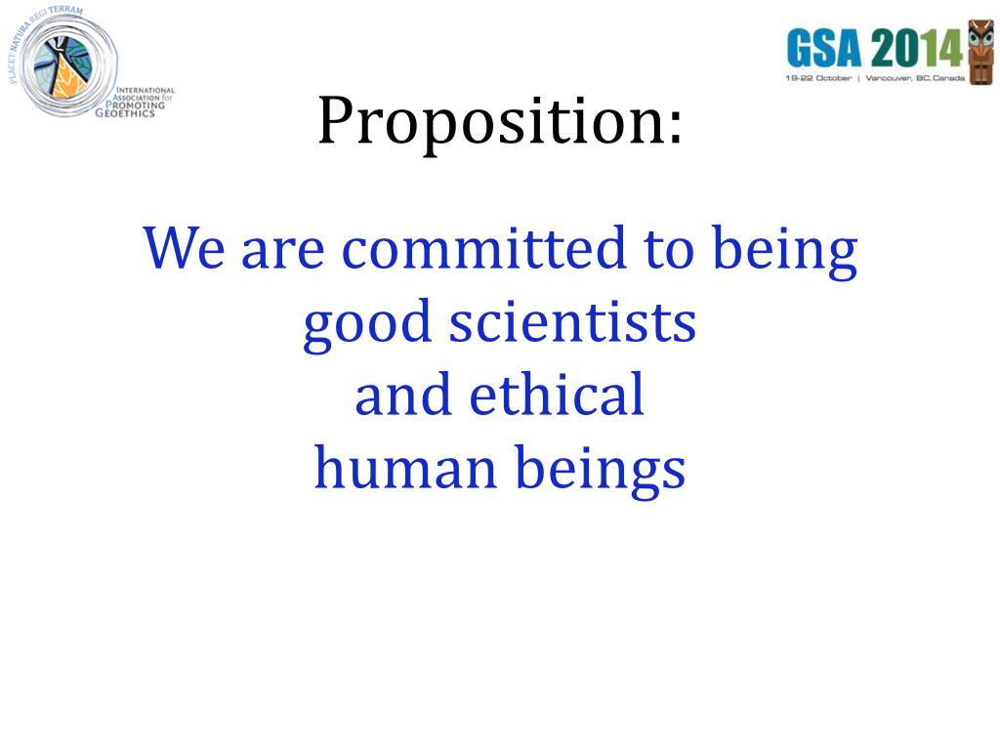 PLACET NATURA REGI TERRAM
INTERNATIONAL
ASSOCIATION for
PROMOTING
GEOETHICS
GSA 2014
19-22 October | Vancouver, BC, Canada
Proposition:
We are committed to being
good scientists
and ethical
human beings